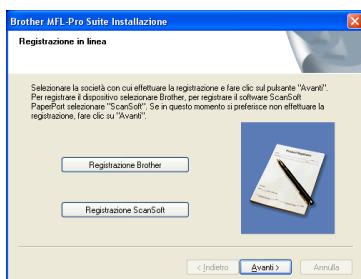 Brother MFL-Pro Suite Installazione
Registrazione in linea
Selezionare la società con cui effettuare la registrazione e fare clic sul pulsante "Avanti".
Per registrare il dispositivo selezionare Brother, per registrare il software ScanSoft
PaperPort selezionare "ScanSoft". Se in questo momento si preferisce non effettuare la
registrazione, fare clic su "Avanti".
Registrazione Brother
Registrazione ScanSoft
< Indietro Avanti > Annulla